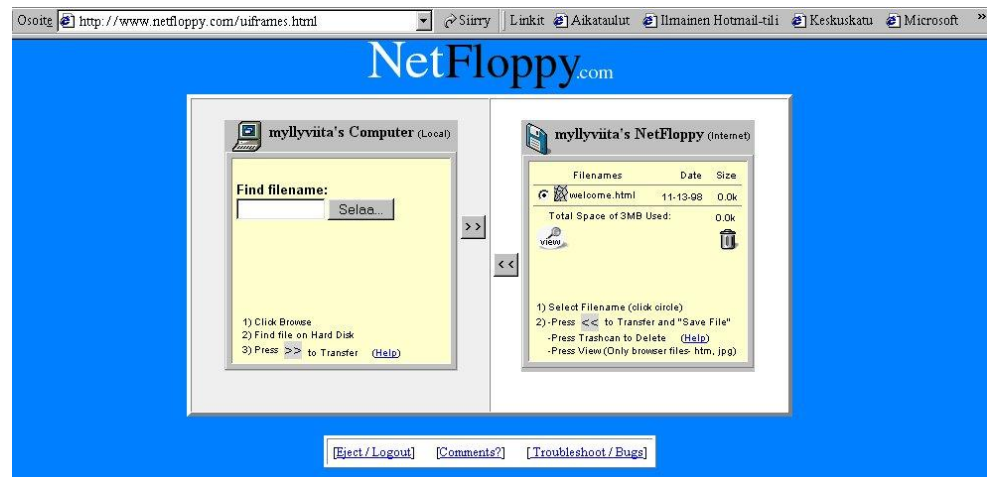 Osoite http://www.netfloppy.com/uiframes.html Siirry Linkit Aikataulut Ilmainen Hotmail-tili Keskuskatu Microsoft »
NetFloppy.com
myllyviita's Computer (Local)
Find filename:
Selaa...
1) Click Browse
2) Find file on Hard Disk
3) Press >> to Transfer (Help)
>>
<<
myllyviita's NetFloppy (Internet)
Filenames Date Size
welcome.html 11-13-98 0.0k
Total Space of 3MB Used: 0.0k
view
1) Select Filename (click circle)
2) -Press << to Transfer and "Save File"
-Press Trashcan to Delete (Help)
-Press View (Only browser files- htm, jpg)
[Eject / Logout] [Comments?] [Troubleshoot / Bugs]